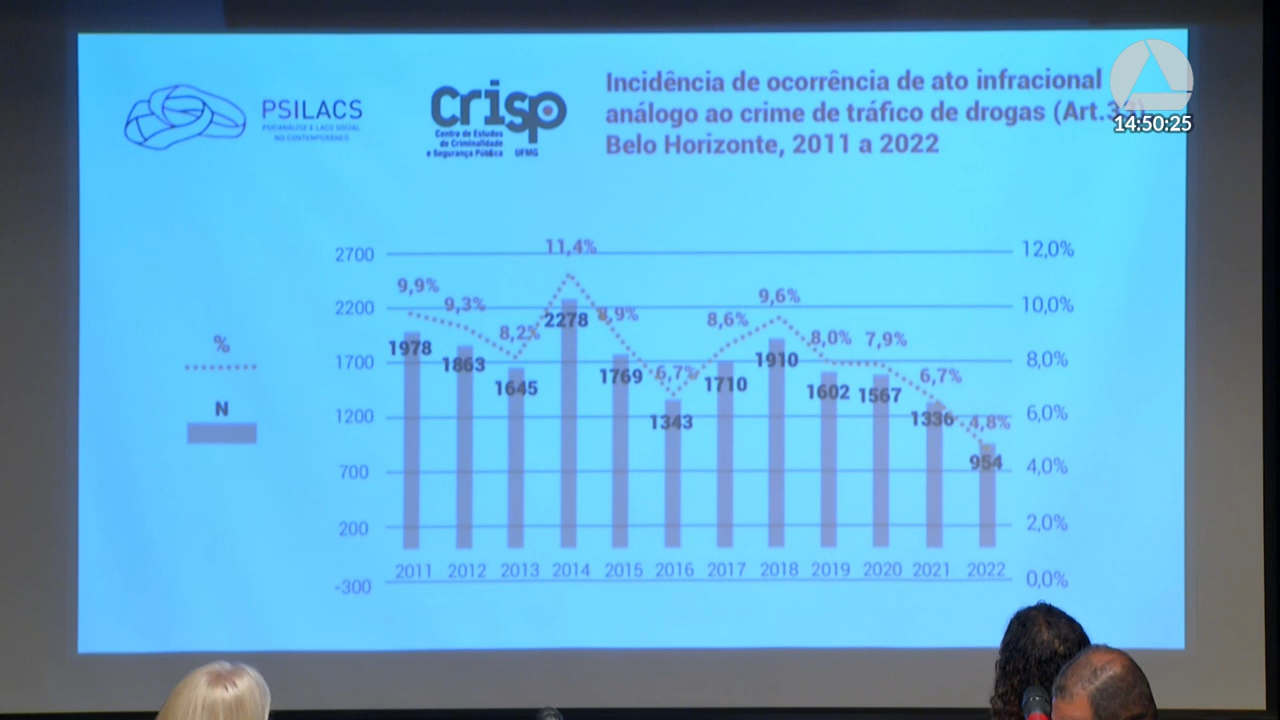 PSILACS
PSICANÁLISE E LAÇO SOCIAL
NO CONTEMPORÂNEO
crisp
Centro de Estudos
de Criminalidade
e Segurança Pública UFMG
Incidência de ocorrência de ato infracional
análogo ao crime de tráfico de drogas
Belo Horizonte, 2011 a 2022
14:50:25
%
N
2700
2200
1700
1200
700
200
-300
12,0%
10,0%
8,0%
6,0%
4,0%
2,0%
0,0%
9,9% 9,3% 8,2% 11,4% 8,9% 6,7% 8,6% 9,6% 8,0% 7,9% 6,7% 4,8%
1978 1863 1645 2278 1769 1343 1710 1910 1602 1567 1336 954
2011 2012 2013 2014 2015 2016 2017 2018 2019 2020 2021 2022